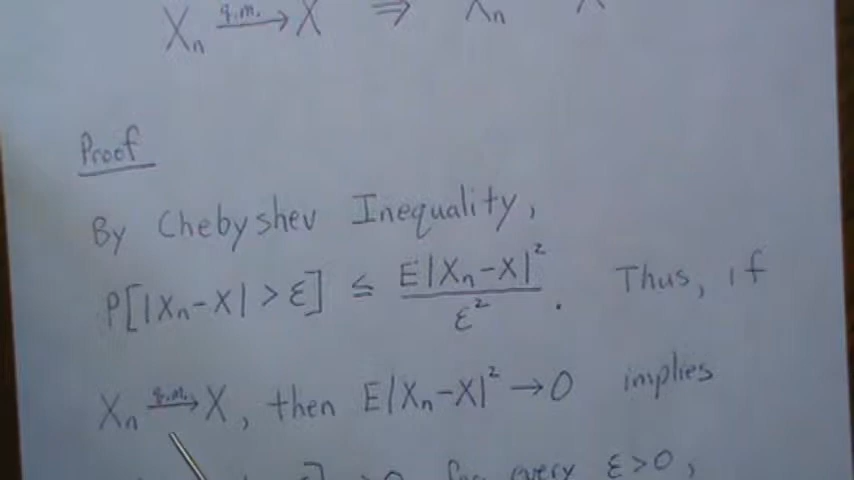 Xn q.m.→ X ⇒ Xn X
Proof
By Chebyshev Inequality,
P[|Xn-X| > ε] ≤ E|Xn-X|² / ε² . Thus, if
Xn q.m.→ X, then E|Xn-X|² → 0 implies
for every ε>0,